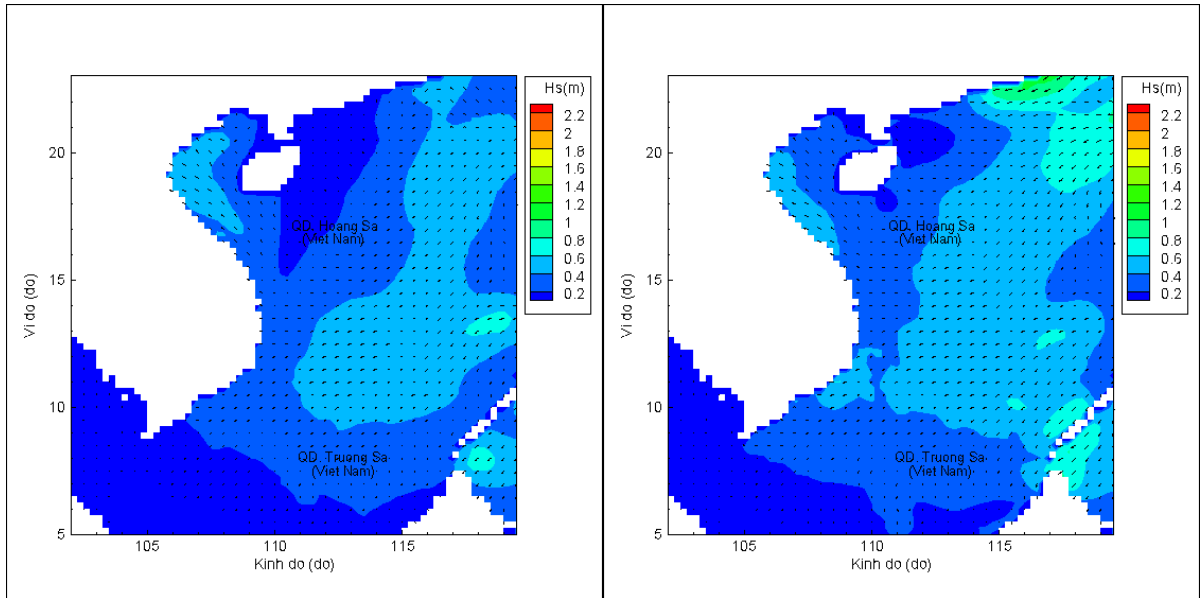 Hs(m)
2.2
2
1.8
1.6
1.4
1.2
1
0.8
0.6
0.4
0.2
20
15
10
5
Vi do (do)
QD. Hoang Sa
(Viet Nam)
QD. Truong Sa
(Viet Nam)
105
110
115
Kinh do (do)
Hs(m)
2.2
2
1.8
1.6
1.4
1.2
1
0.8
0.6
0.4
0.2
20
15
10
5
Vi do (do)
QD. Hoang Sa
(Viet Nam)
QD. Truong Sa
(Viet Nam)
105
110
115
Kinh do (do)